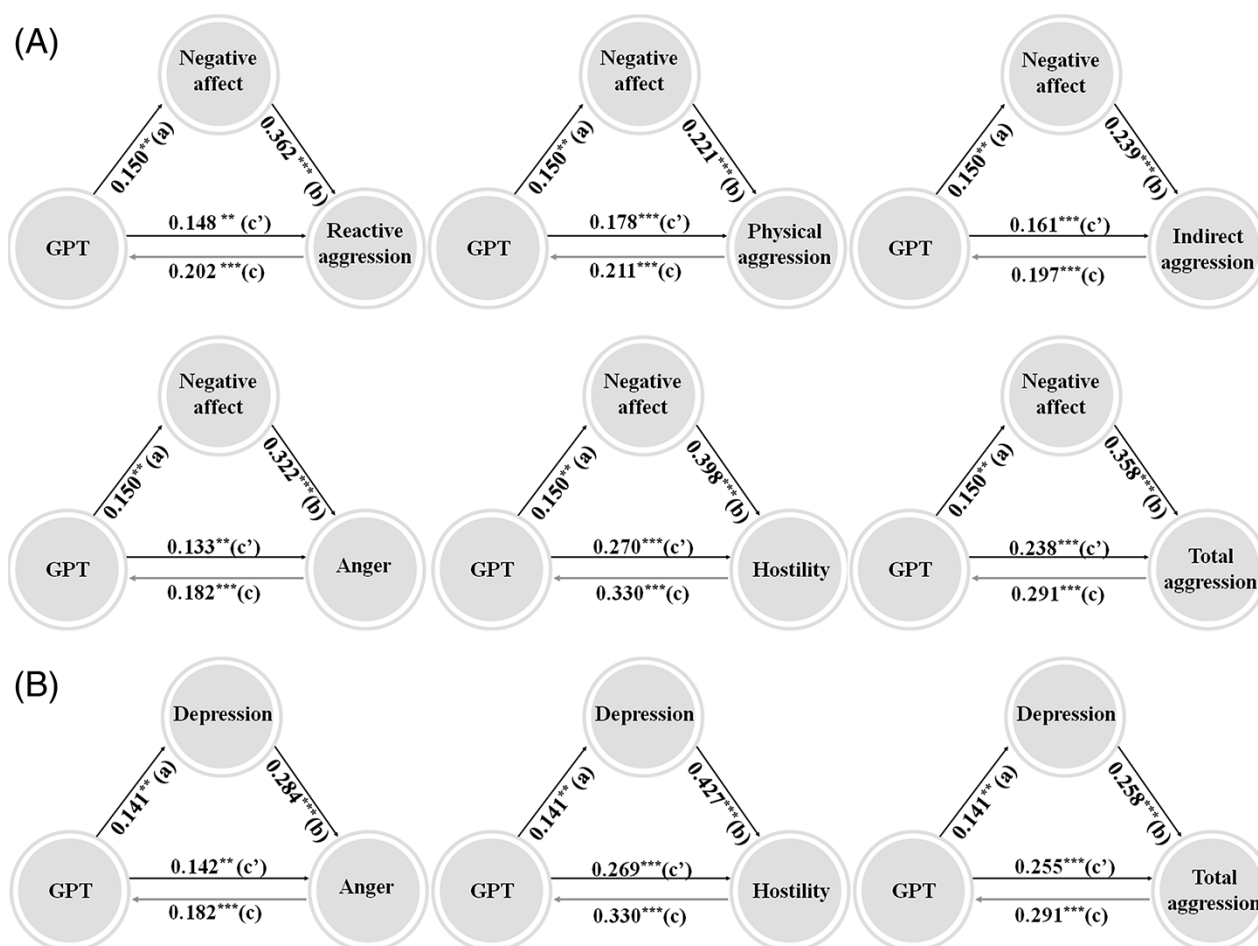 (A)
Negative
affect
0.150**(a)
0.362***(b)
GPT
0.148**(c’)
0.202***(c)
Reactive
aggression
Negative
affect
0.150**(a)
0.221***(b)
GPT
0.178***(c’)
0.211***(c)
Physical
aggression
Negative
affect
0.150**(a)
0.239***(b)
GPT
0.161***(c’)
0.197***(c)
Indirect
aggression
Negative
affect
0.150**(a)
0.322***(b)
GPT
0.133**(c’)
0.182***(c)
Anger
Negative
affect
0.150**(a)
0.398***(b)
GPT
0.270***(c’)
0.330***(c)
Hostility
Negative
affect
0.150**(a)
0.358***(b)
GPT
0.238***(c’)
0.291***(c)
Total
aggression
(B)
Depression
0.141**(a)
0.284***(b)
GPT
0.142**(c’)
0.182***(c)
Anger
Depression
0.141**(a)
0.427***(b)
GPT
0.269***(c’)
0.330***(c)
Hostility
Depression
0.141**(a)
0.258***(b)
GPT
0.255***(c’)
0.291***(c)
Total
aggression